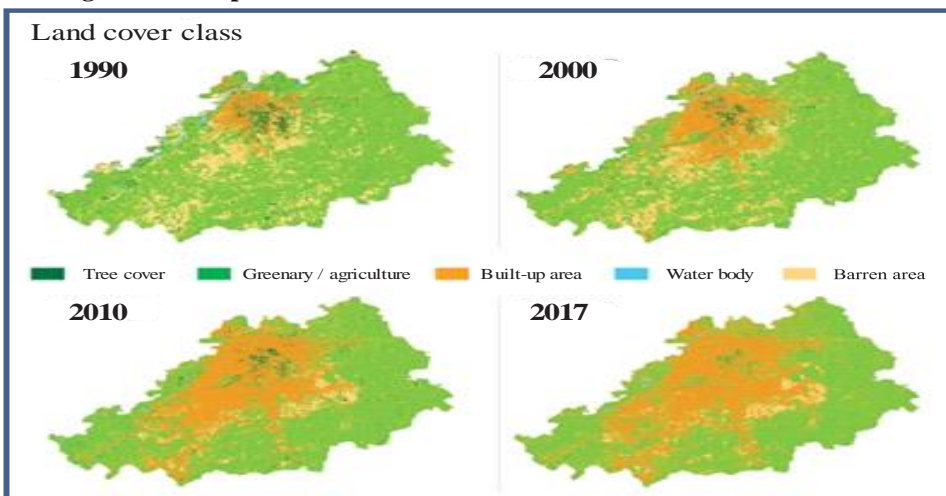 Land cover class
1990
2000
Tree cover
Greenary / agriculture
Built-up area
Water body
Barren area
2010
2017